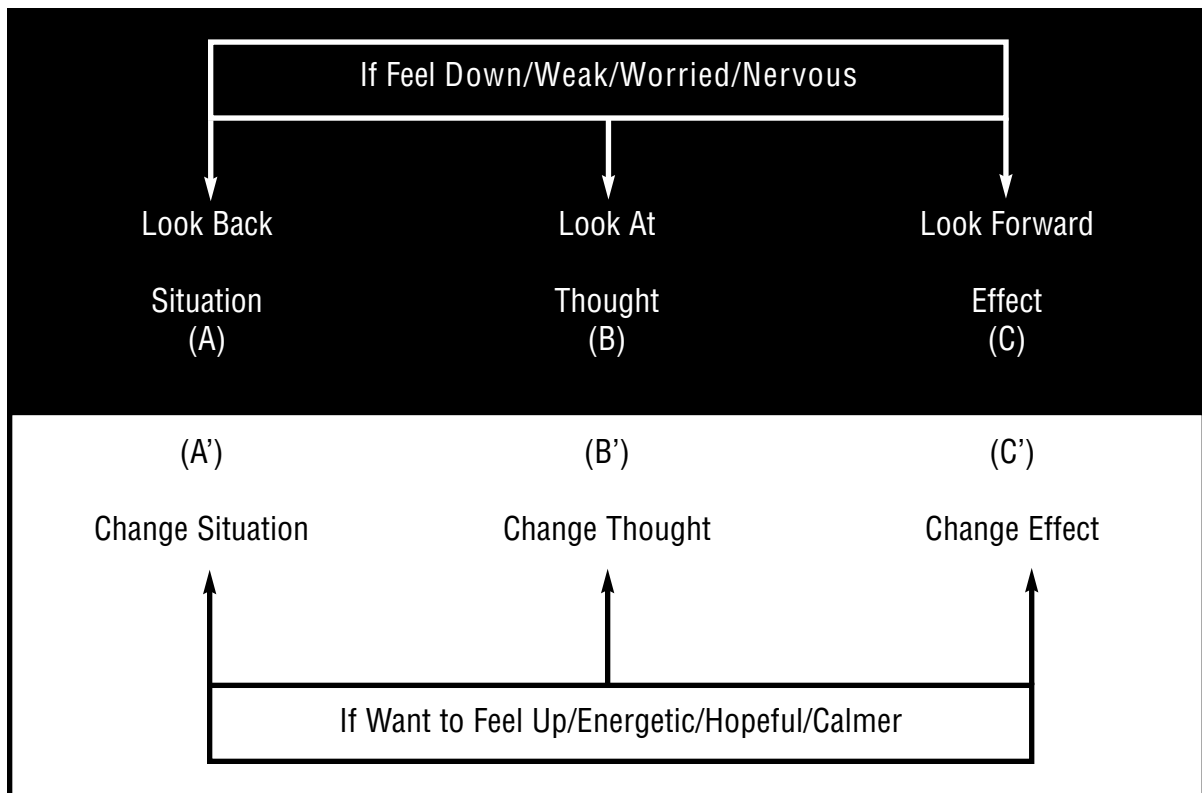 If Feel Down/Weak/Worried/Nervous
Look Back Look At Look Forward
Situation Thought Effect
(A) (B) (C)
(A’) (B’) (C’)
Change Situation Change Thought Change Effect
If Want to Feel Up/Energetic/Hopeful/Calmer